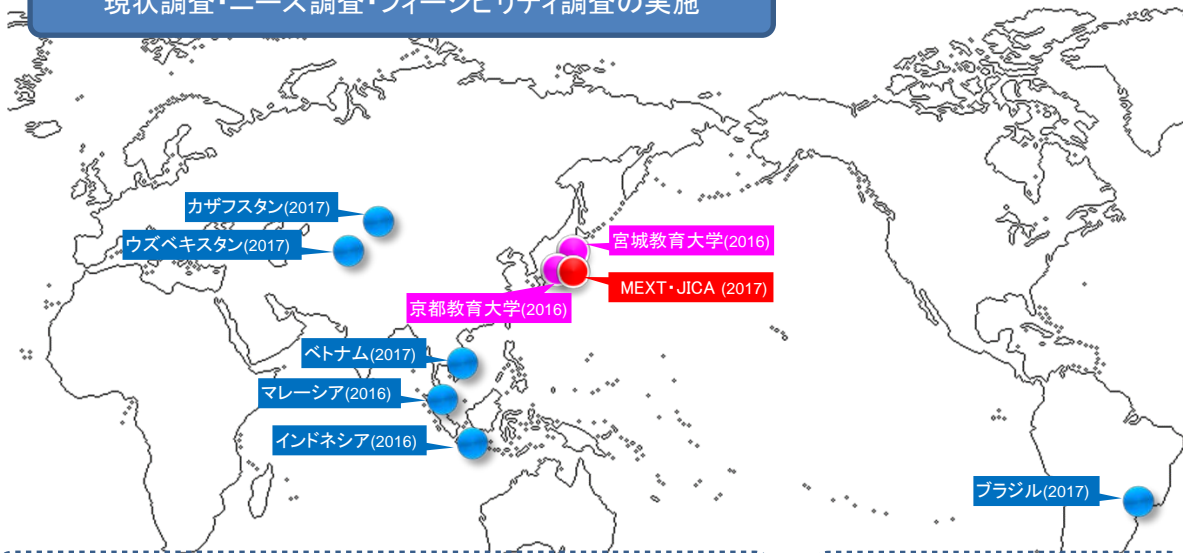 現状調査・ニーズ調査・フィージビリティ調査の実施
カザフスタン(2017)
ウズベキスタン(2017)
宮城教育大学(2016)
MEXT・JICA (2017)
京都教育大学(2016)
ベトナム(2017)
マレーシア(2016)
インドネシア(2016)
ブラジル(2017)